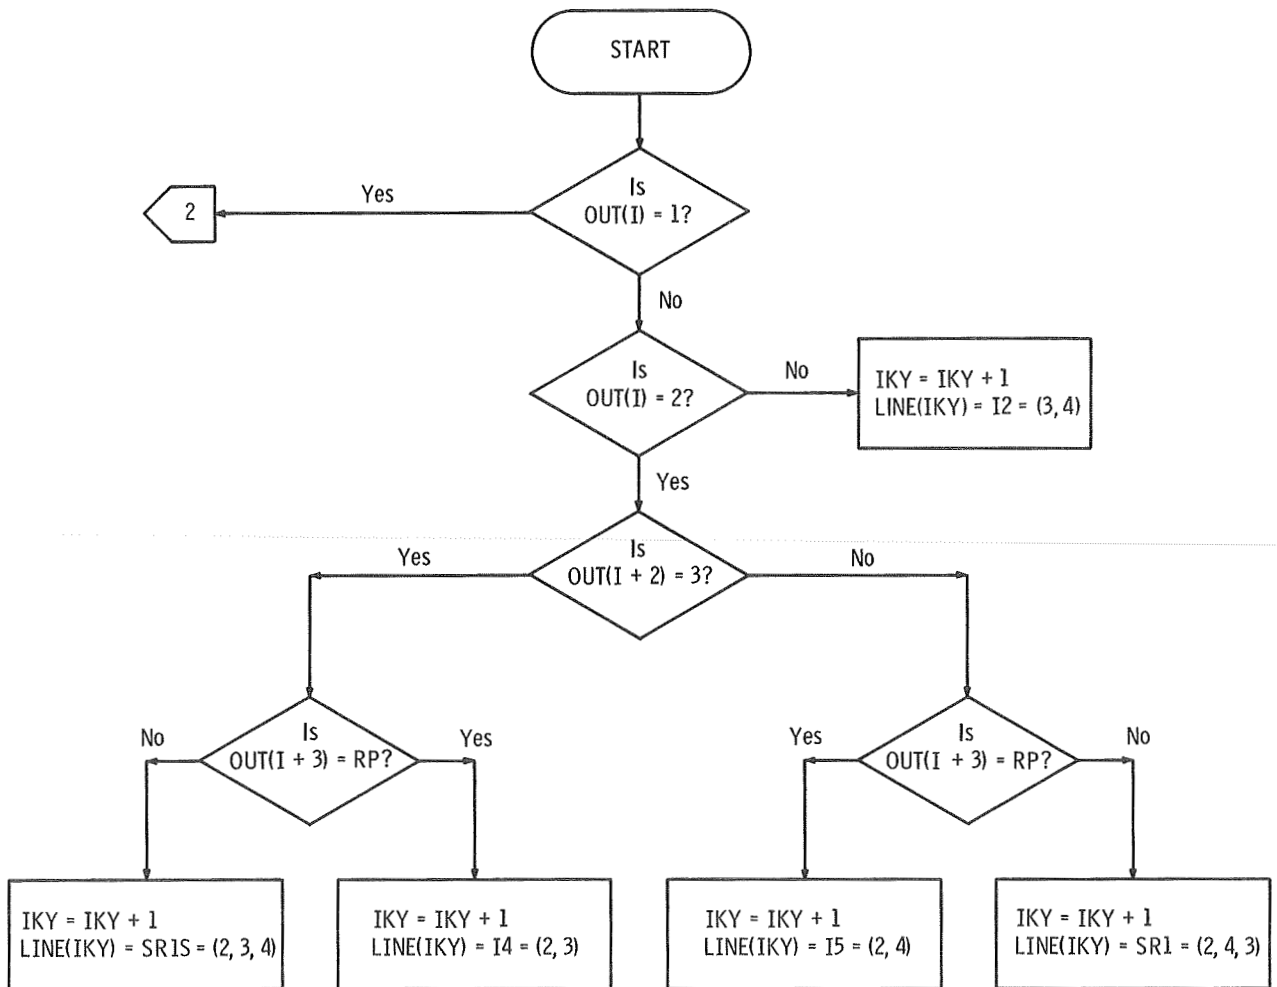 START
Is
OUT(I) = 1?
Yes
2
No
Is
OUT(I) = 2?
No
IKY = IKY + 1
LINE(IKY) = I2 = (3, 4)
Yes
Is
OUT(I + 2) = 3?
Yes
No
Is
OUT(I + 3) = RP?
No
Yes
Is
OUT(I + 3) = RP?
Yes
No
IKY = IKY + 1
LINE(IKY) = SR1S = (2, 3, 4)
IKY = IKY + 1
LINE(IKY) = I4 = (2, 3)
IKY = IKY + 1
LINE(IKY) = I5 = (2, 4)
IKY = IKY + 1
LINE(IKY) = SR1 = (2, 4, 3)